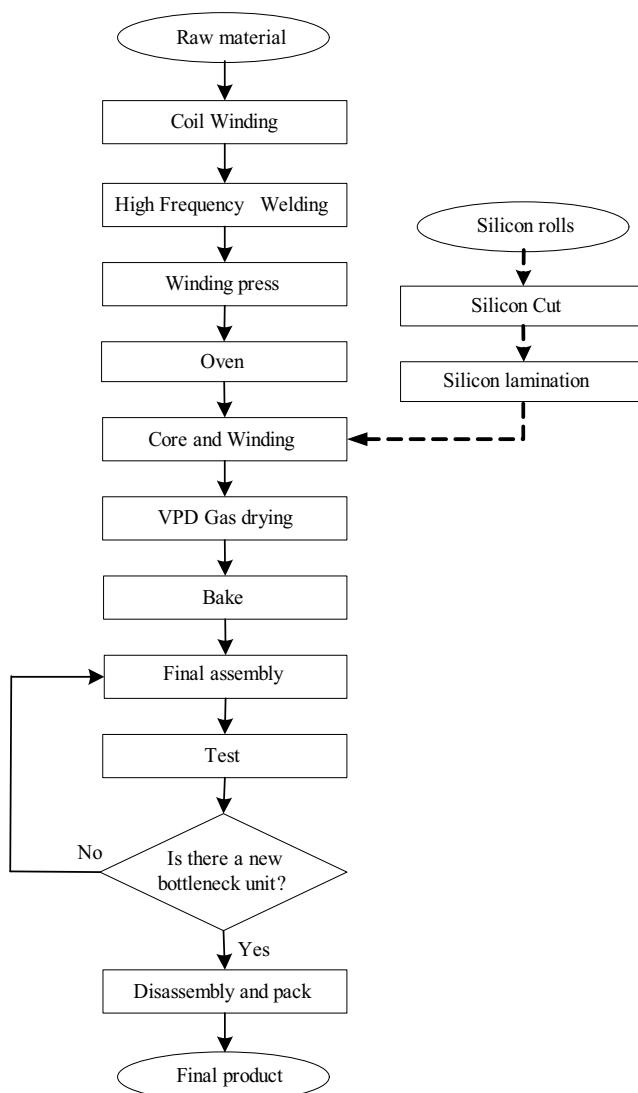 Raw material
Coil Winding
High Frequency Welding
Winding press
Oven
Core and Winding
VPD Gas drying
Bake
Final assembly
Test
Is there a new
bottleneck unit?
No
Yes
Disassembly and pack
Final product
Silicon rolls
Silicon Cut
Silicon lamination